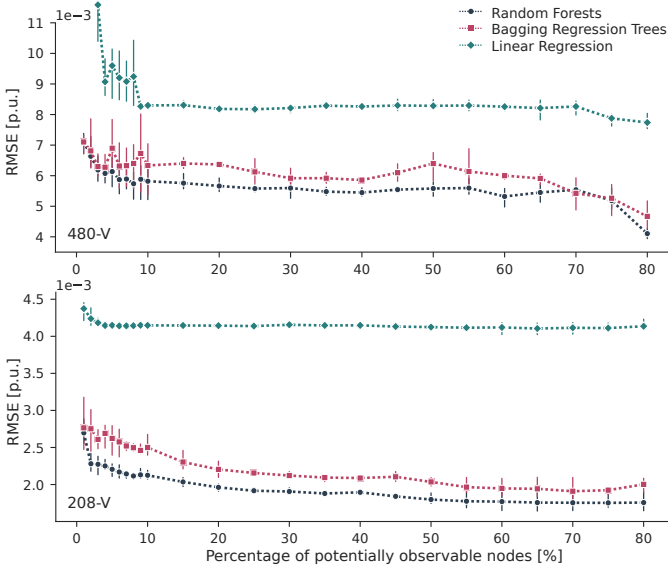 1e−3
Random Forests
Bagging Regression Trees
Linear Regression
11
10
9
8
7
6
5
4
RMSE [p.u.]
480-V
0 10 20 30 40 50 60 70 80
1e−3
4.5
4.0
3.5
3.0
2.5
2.0
RMSE [p.u.]
208-V
0 10 20 30 40 50 60 70 80
Percentage of potentially observable nodes [%]